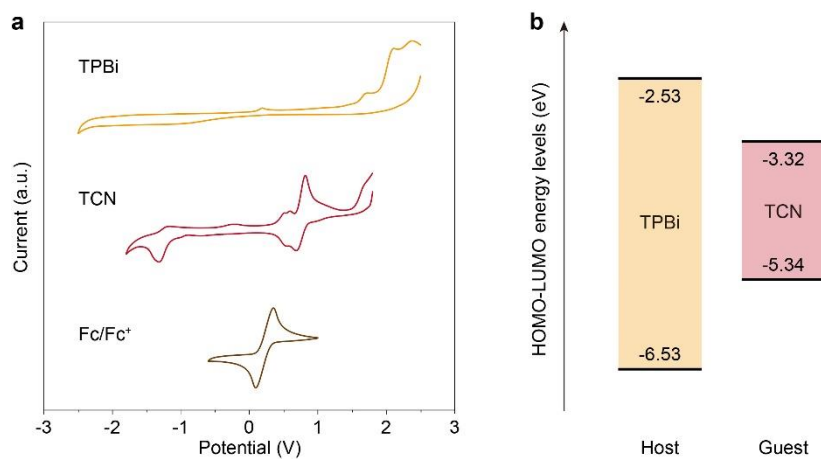 a
TPBi
TCN
Fc/Fc⁺
Current (a.u.)
-3 -2 -1 0 1 2 3
Potential (V)
b
HOMO-LUMO energy levels (eV)
-2.53
TPBi
-6.53
-3.32
TCN
-5.34
Host Guest